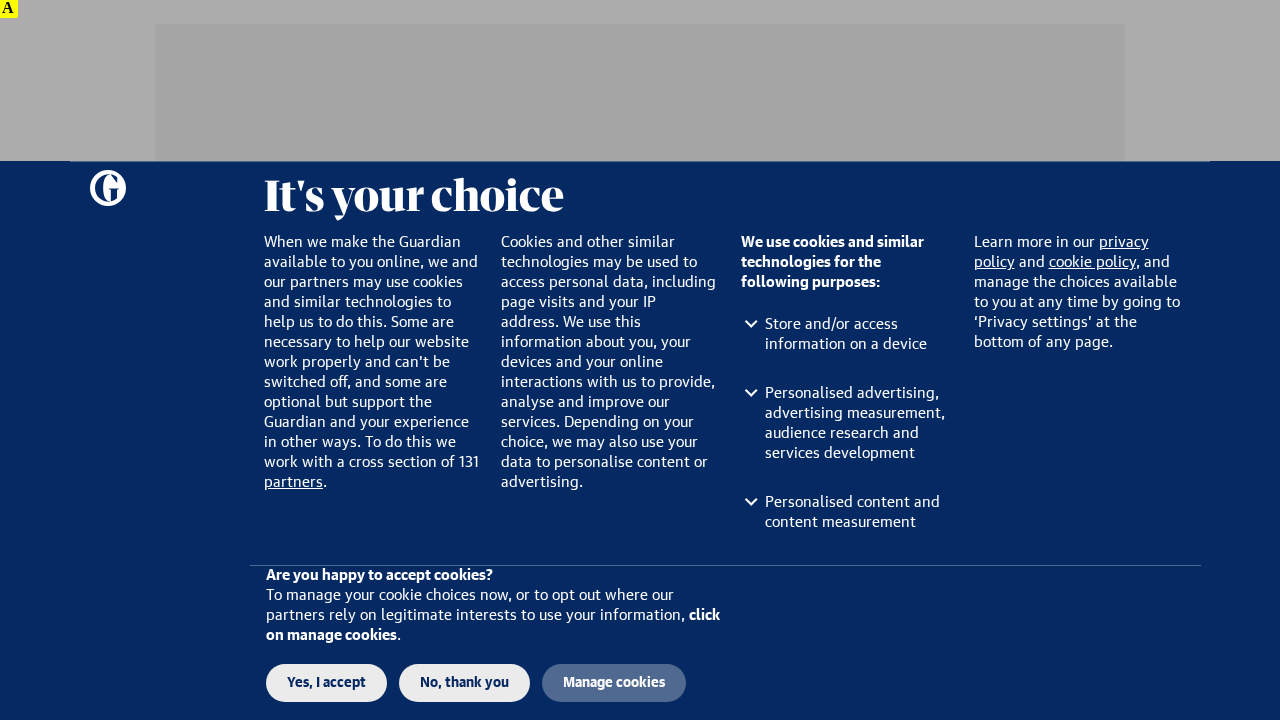 A
It's your choice
When we make the Guardian
available to you online, we and
our partners may use cookies
and similar technologies to
help us to do this. Some are
necessary to help our website
work properly and can't be
switched off, and some are
optional but support the
Guardian and your experience
in other ways. To do this we
work with a cross section of 131
partners.
Cookies and other similar
technologies may be used to
access personal data, including
page visits and your IP
address. We use this
information about you, your
devices and your online
interactions with us to provide,
analyse and improve our
services. Depending on your
choice, we may also use your
data to personalise content or
advertising.
We use cookies and similar
technologies for the
following purposes:
Store and/or access
information on a device
Personalised advertising,
advertising measurement,
audience research and
services development
Personalised content and
content measurement
Learn more in our privacy
policy and cookie policy, and
manage the choices available
to you at any time by going to
‘Privacy settings’ at the
bottom of any page.
Are you happy to accept cookies?
To manage your cookie choices now, or to opt out where our
partners rely on legitimate interests to use your information, click
on manage cookies.
Yes, I accept
No, thank you
Manage cookies